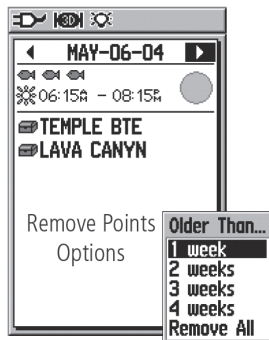 3D
MAY-06-04
06:15A - 08:15P
TEMPLE BTE
LAVA CANYN
Remove Points
Options
Older Than...
1 week
2 weeks
3 weeks
4 weeks
Remove All